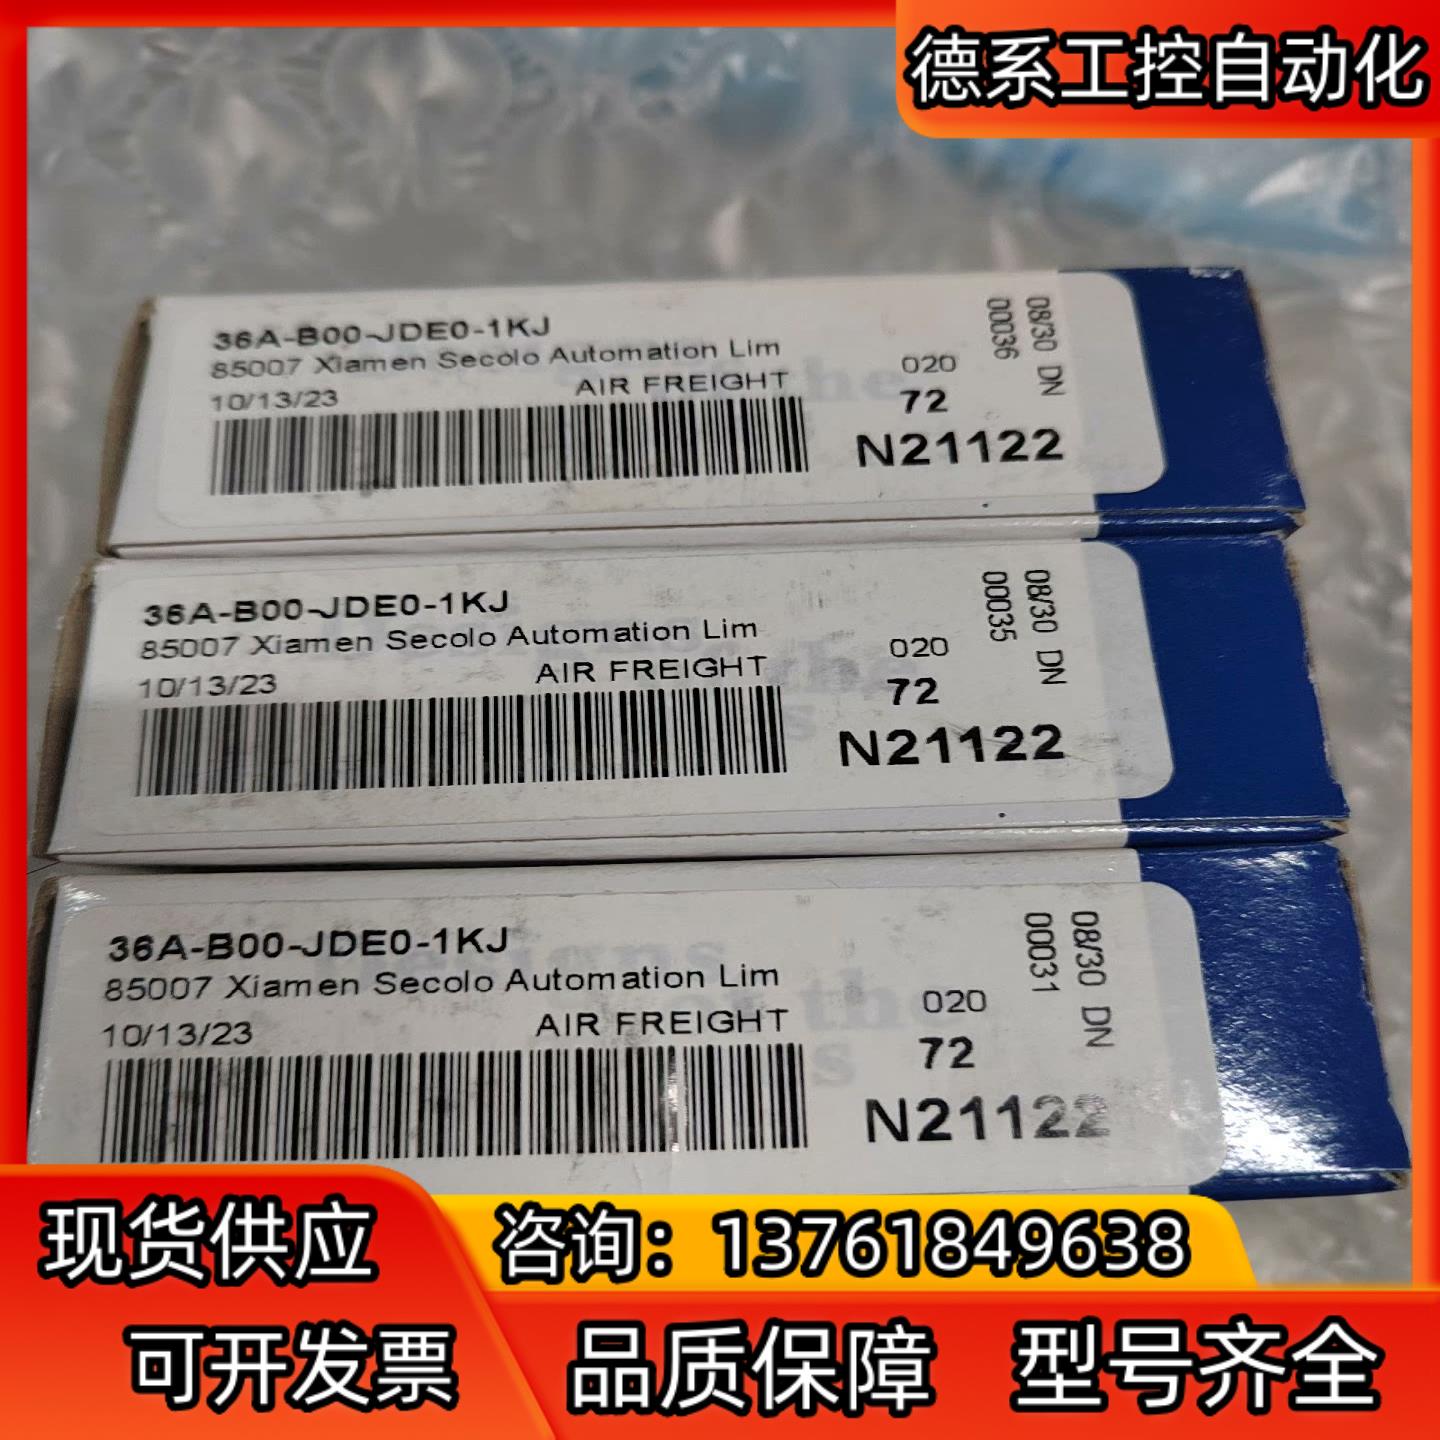 德系工控自动化
36A-B00-JDE0-1KJ
85007 Xiamen Secolo Automation Lim
10/13/23
AIR FREIGHT
020
72
N21122
08/30 DN
00036
36A-B00-JDE0-1KJ
85007 Xiamen Secolo Automation Lim
10/13/23
AIR FREIGHT
020
72
N21122
08/30 DN
00035
36A-B00-JDE0-1KJ
85007 Xiamen Secolo Automation Lim
10/13/23
AIR FREIGHT
020
72
N21122
08/30 DN
00031
现货供应
咨询：13761849638
可开发票 品质保障 型号齐全